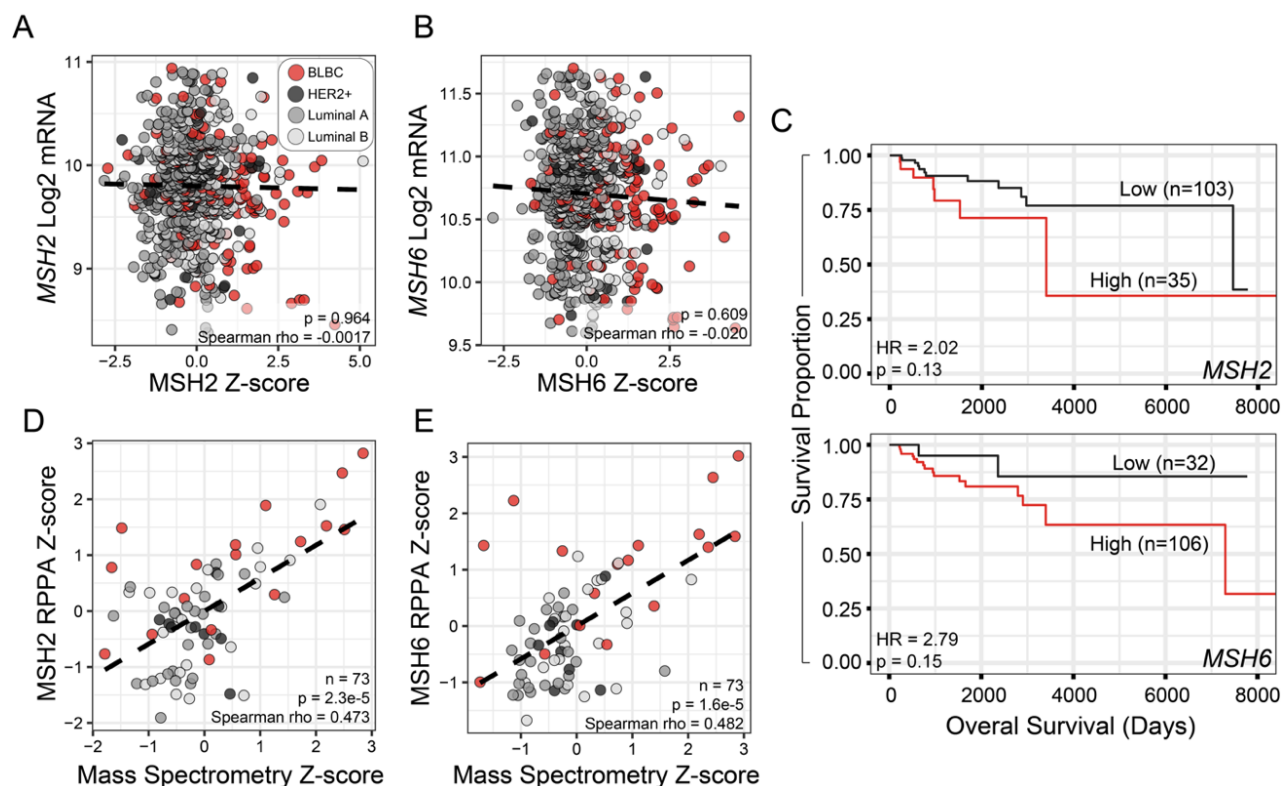 A
11
10
9
MSH2 Log2 mRNA
BLBC
HER2+
Luminal A
Luminal B
p = 0.964
Spearman rho = -0.0017
−2.5
0.0
2.5
5.0
MSH2 Z-score
B
11.5
11.0
10.5
10.0
9.5
MSH6 Log2 mRNA
p = 0.609
Spearman rho = -0.020
−2.5
0.0
2.5
MSH6 Z-score
C
Survival Proportion
1.00
0.75
0.50
0.25
0.00
Low (n=103)
High (n=35)
HR = 2.02
p = 0.13
MSH2
0
2000
4000
6000
8000
1.00
0.75
0.50
0.25
0.00
Low (n=32)
High (n=106)
HR = 2.79
p = 0.15
MSH6
0
2000
4000
6000
8000
Overal Survival (Days)
D
3
2
1
0
−1
−2
MSH2 RPPA Z-score
n = 73
p = 2.3e-5
Spearman rho = 0.473
−2
−1
0
1
2
3
Mass Spectrometry Z-score
E
3
2
1
0
−1
MSH6 RPPA Z-score
n = 73
p = 1.6e-5
Spearman rho = 0.482
−1
0
1
2
3
Mass Spectrometry Z-score